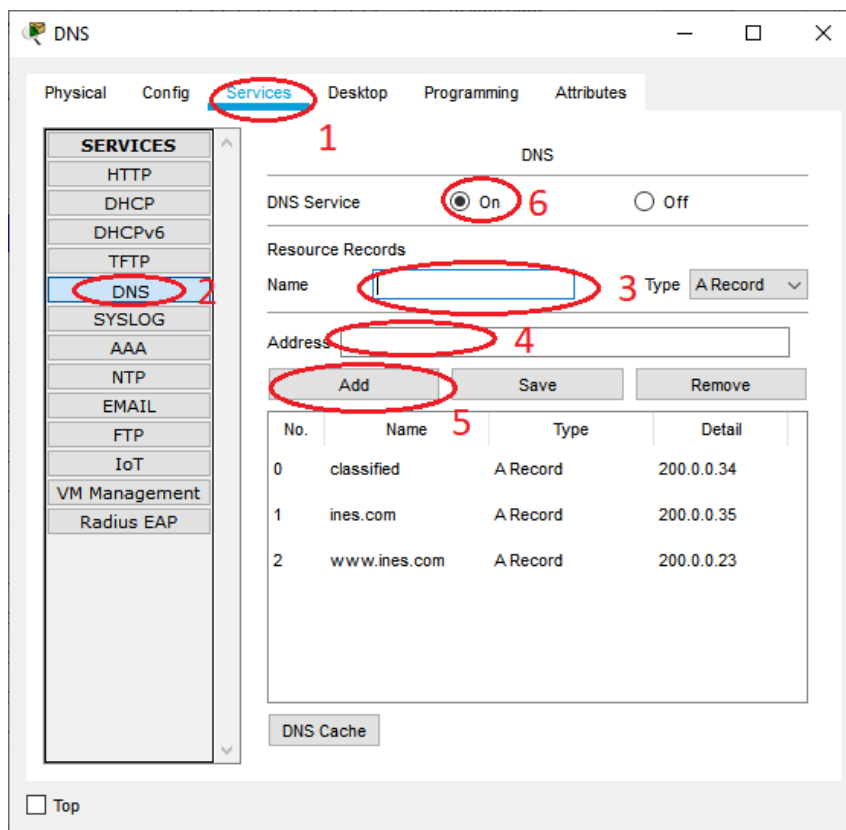 DNS
Physical Config Services Desktop Programming Attributes
1
SERVICES
HTTP
DHCP
DHCPv6
TFTP
DNS 2
SYSLOG
AAA
NTP
EMAIL
FTP
IoT
VM Management
Radius EAP
DNS
DNS Service On 6 Off
Resource Records
Name 3 Type A Record
Address 4
Add Save Remove
5
No. Name Type Detail
0 classified A Record 200.0.0.34
1 ines.com A Record 200.0.0.35
2 www.ines.com A Record 200.0.0.23
DNS Cache
Top